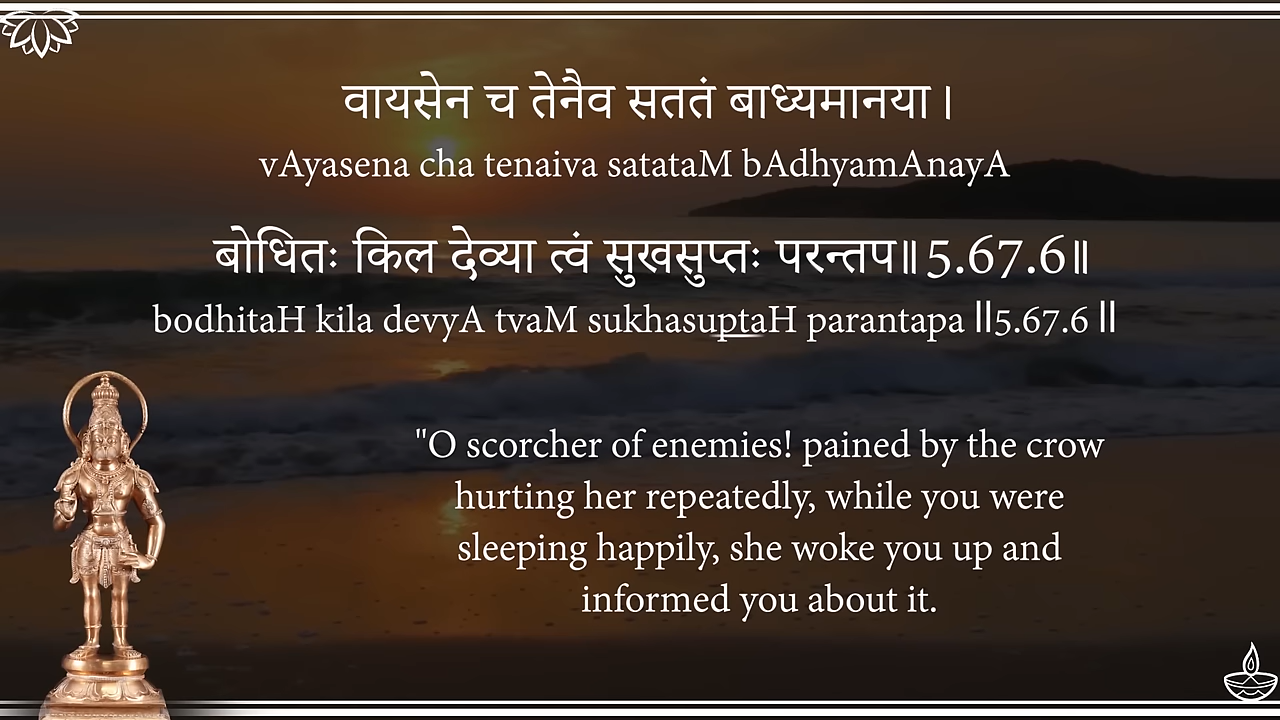 वायसेन च तेनैव सततं बाध्यमानया।
vAyasena cha tenaiva satataM bAdhyamAnayA
बोधितः किल देव्या त्वं सुखसुप्तः परन्तप॥5.67.6॥
bodhitaH kila devyA tvaM sukhasuptaH parantapa ॥5.67.6 ॥
"O scorcher of enemies! pained by the crow
hurting her repeatedly, while you were
sleeping happily, she woke you up and
informed you about it.